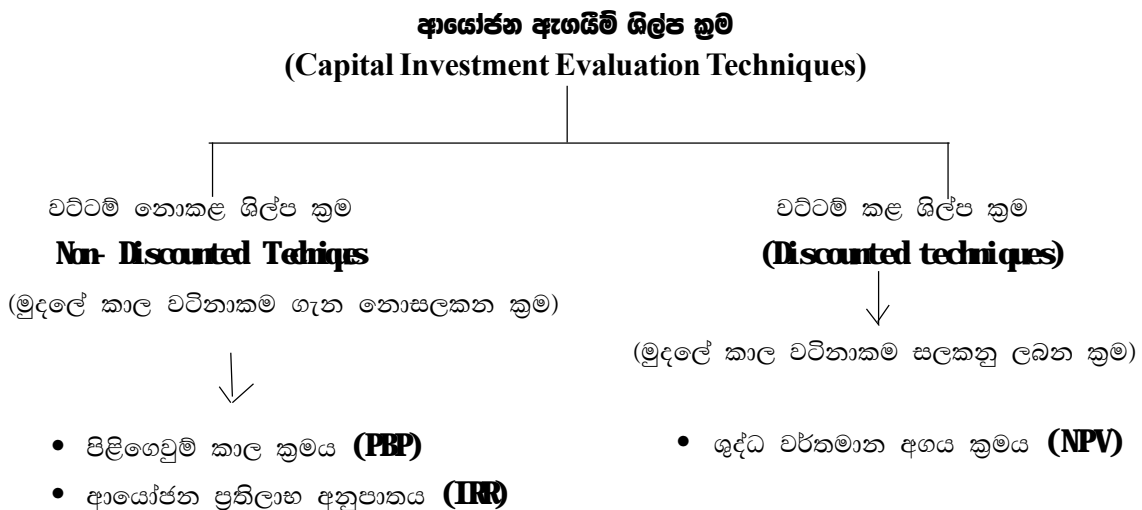 ආයෝජන ඇගයීම් ශිල්ප ක්‍රම
(Capital Investment Evaluation Techniques)
වට්ටම් නොකළ ශිල්ප ක්‍රම
Non- Discounted Techniques
(මුදලේ කාල වටිනාකම ගැන නොසලකන ක්‍රම)
• පිළිගෙවුම් කාල ක්‍රමය (PBP)
• ආයෝජන ප්‍රතිලාභ අනුපාතය (IRR)
වට්ටම් කළ ශිල්ප ක්‍රම
(Discounted techniques)
(මුදලේ කාල වටිනාකම සලකනු ලබන ක්‍රම)
• ශුද්ධ වර්තමාන අගය ක්‍රමය (NPV)